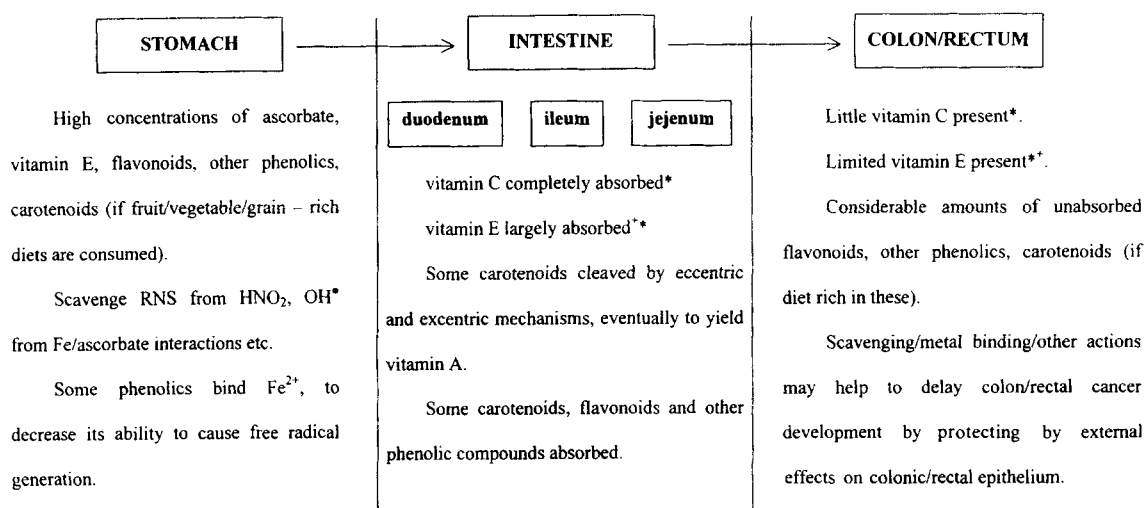 STOMACH
High concentrations of ascorbate,
vitamin E, flavonoids, other phenolics,
carotenoids (if fruit/vegetable/grain – rich
diets are consumed).
Scavenge RNS from HNO₂, OH•
from Fe/ascorbate interactions etc.
Some phenolics bind Fe²⁺, to
decrease its ability to cause free radical
generation.
INTESTINE
duodenum
ileum
jejenum
vitamin C completely absorbed*
vitamin E largely absorbed⁺*
Some carotenoids cleaved by eccentric
and excentric mechanisms, eventually to yield
vitamin A.
Some carotenoids, flavonoids and other
phenolic compounds absorbed.
COLON/RECTUM
Little vitamin C present*.
Limited vitamin E present*⁺.
Considerable amounts of unabsorbed
flavonoids, other phenolics, carotenoids (if
diet rich in these).
Scavenging/metal binding/other actions
may help to delay colon/rectal cancer
development by protecting by external
effects on colonic/rectal epithelium.